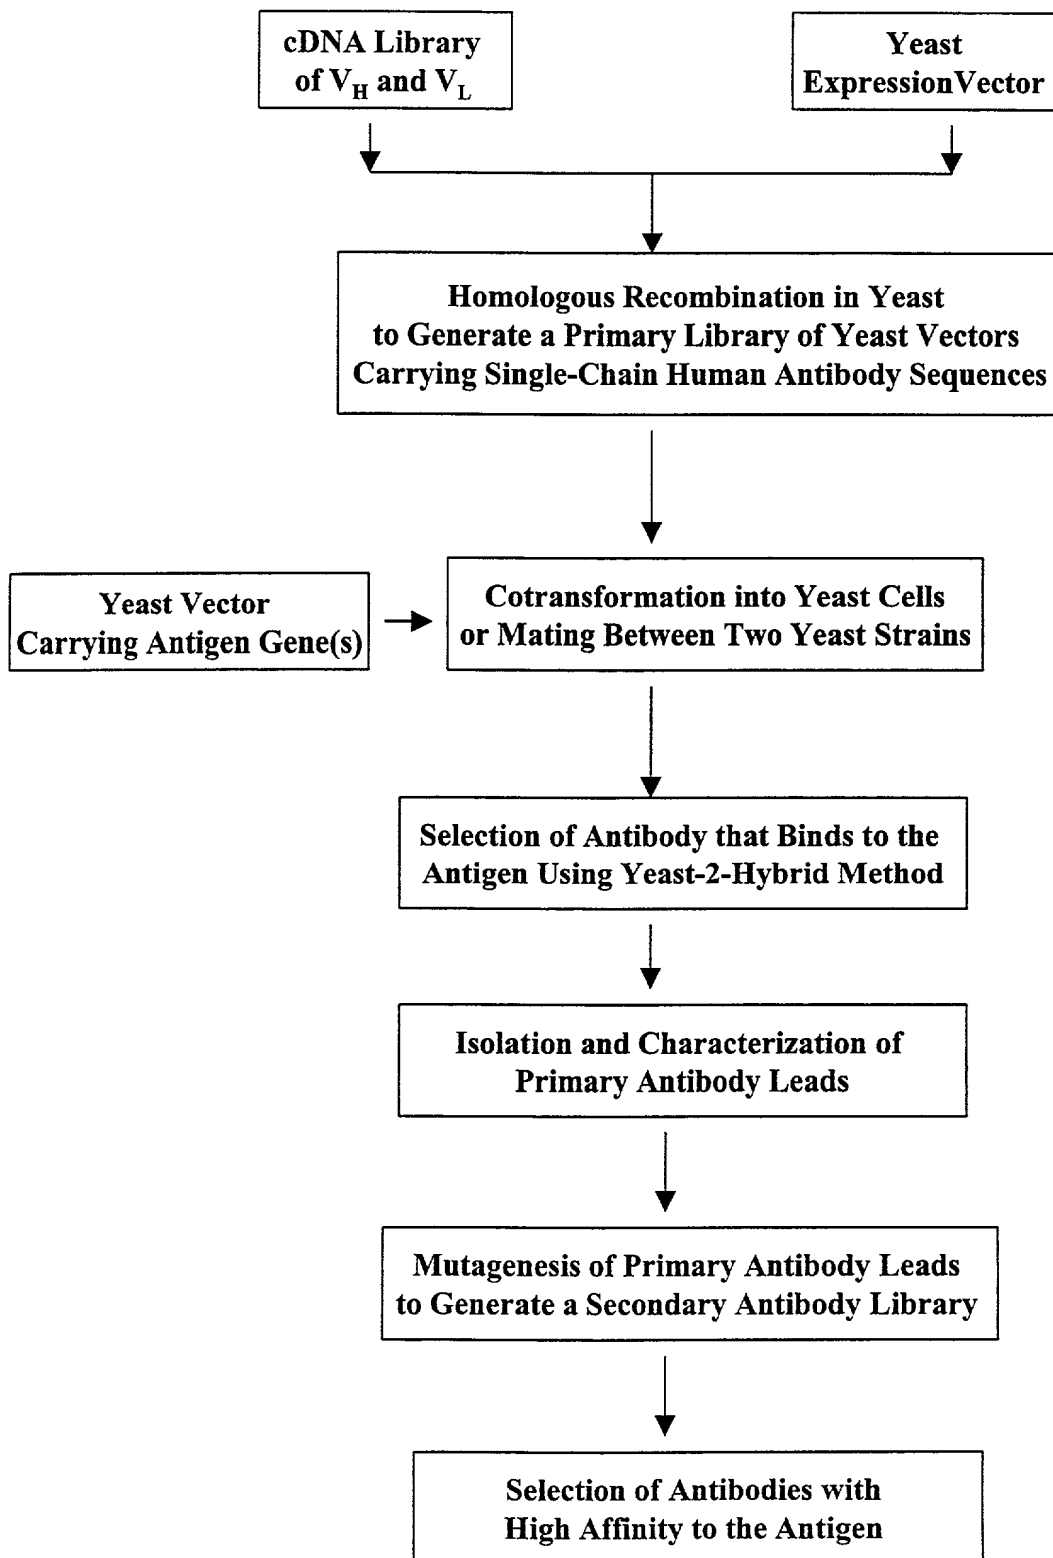 cDNA Library
of VH and VL
Yeast
ExpressionVector
Homologous Recombination in Yeast
to Generate a Primary Library of Yeast Vectors
Carrying Single-Chain Human Antibody Sequences
Yeast Vector
Carrying Antigen Gene(s)
Cotransformation into Yeast Cells
or Mating Between Two Yeast Strains
Selection of Antibody that Binds to the
Antigen Using Yeast-2-Hybrid Method
Isolation and Characterization of
Primary Antibody Leads
Mutagenesis of Primary Antibody Leads
to Generate a Secondary Antibody Library
Selection of Antibodies with
High Affinity to the Antigen